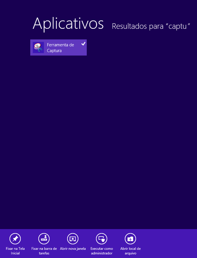 Aplicativos Resultados para "captu"
Ferramenta de
Captura
Fixar na Tela
Inicial
Fixar na barra de
tarefas
Abrir nova janela
Executar como
administrador
Abrir local do
arquivo